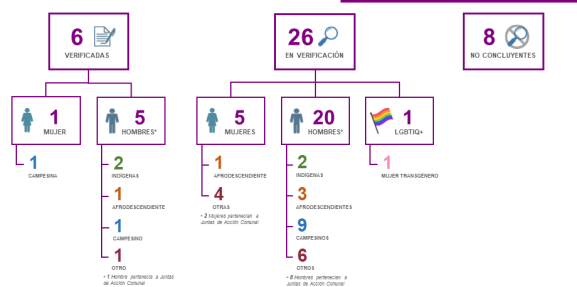 6
VERIFICADAS
26
EN VERIFICACIÓN
8
NO CONCLUYENTES
1
MUJER
5
HOMBRES*
5
MUJERES
20
HOMBRES*
1
LGBTIQ+
1
CAMPESINA
2
INDÍGENAS
1
AFRODESCENDIENTE
1
CAMPESINO
1
OTRO
• 1 Hombre pertenecía a Juntas
de Acción Comunal
1
AFRODESCENDIENTE
4
OTRAS
• 2 Mujeres pertenecían a
Juntas de Acción Comunal
2
INDÍGENAS
3
AFRODESCENDIENTES
9
CAMPESINOS
6
OTROS
• 8 Hombres pertenecían a
Juntas de Acción Comunal
1
MUJER TRANSGÉNERO